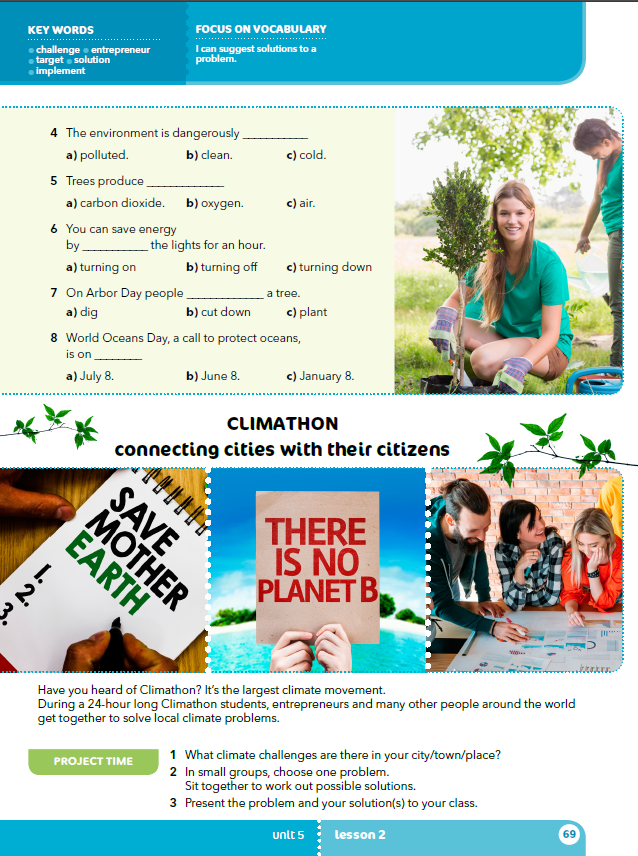 KEY WORDS
challenge entrepreneur
target solution
implement
FOCUS ON VOCABULARY
I can suggest solutions to a
problem.
4 The environment is dangerously ___________
a) polluted. b) clean. c) cold.
5 Trees produce _____________
a) carbon dioxide. b) oxygen. c) air.
6 You can save energy
by ___________ the lights for an hour.
a) turning on b) turning off c) turning down
7 On Arbor Day people _____________ a tree.
a) dig b) cut down c) plant
8 World Oceans Day, a call to protect oceans,
is on ________
a) July 8. b) June 8. c) January 8.
CLIMATHON
connecting cities with their citizens
SAVE
MOTHER
EARTH
1.
2.
3.
THERE
IS NO
PLANET B
Have you heard of Climathon? It's the largest climate movement.
During a 24-hour long Climathon students, entrepreneurs and many other people around the world
get together to solve local climate problems.
PROJECT TIME
1 What climate challenges are there in your city/town/place?
2 In small groups, choose one problem.
Sit together to work out possible solutions.
3 Present the problem and your solution(s) to your class.
unit 5 lesson 2 69